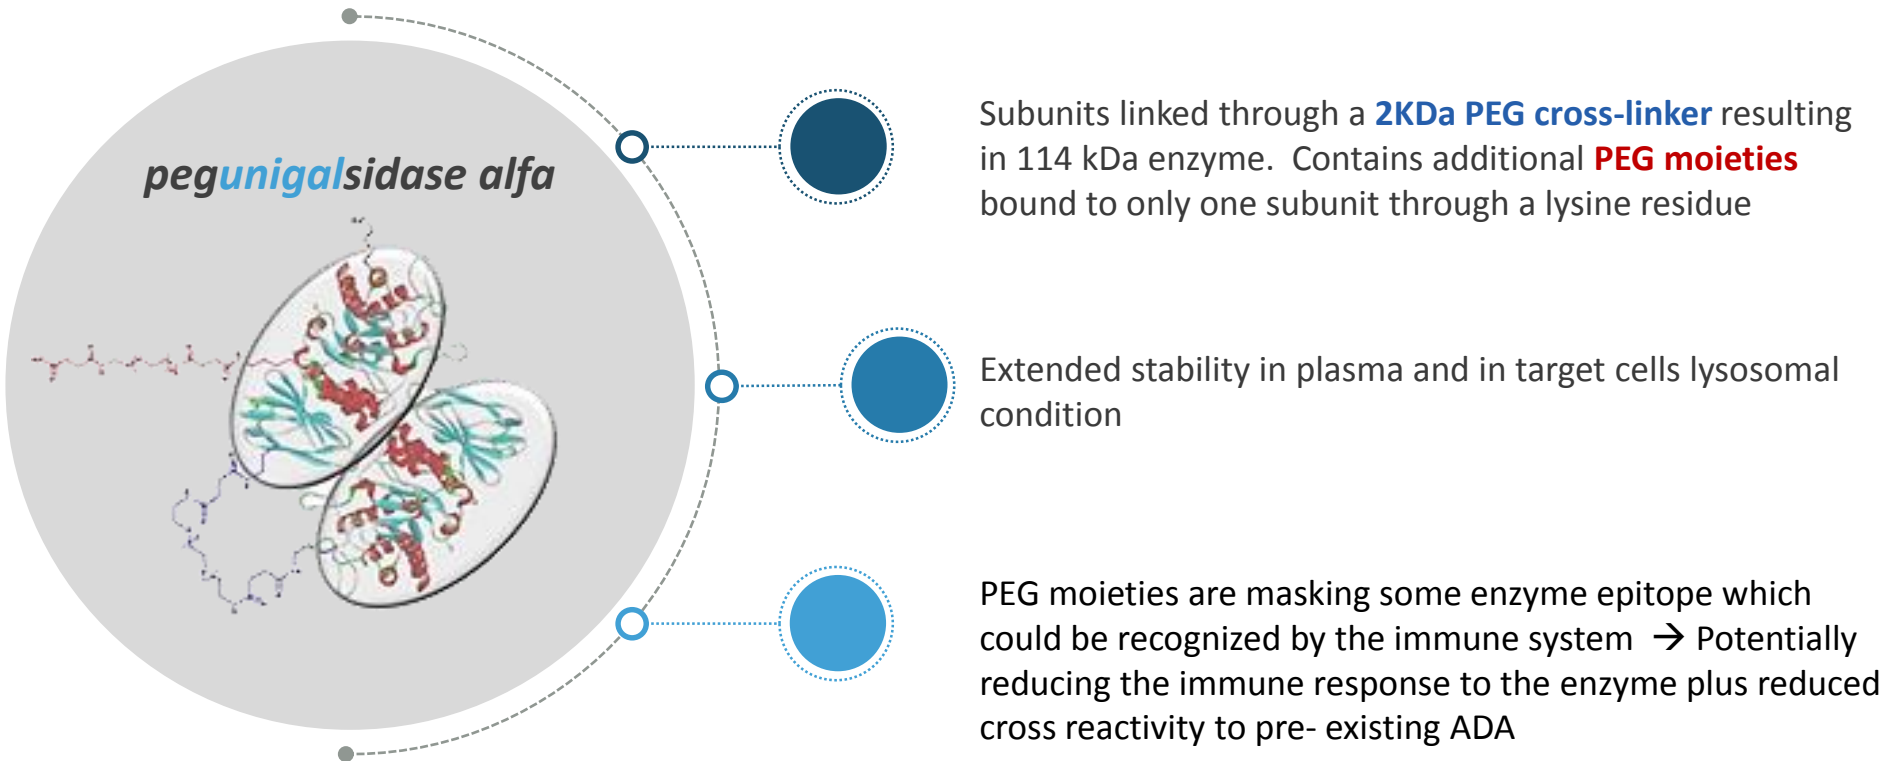 pegunigalsidase alfa
Subunits linked through a 2KDa PEG cross-linker resulting
in 114 kDa enzyme.  Contains additional PEG moieties
bound to only one subunit through a lysine residue
Extended stability in plasma and in target cells lysosomal
condition
PEG moieties are masking some enzyme epitope which
could be recognized by the immune system → Potentially
reducing the immune response to the enzyme plus reduced
cross reactivity to pre- existing ADA